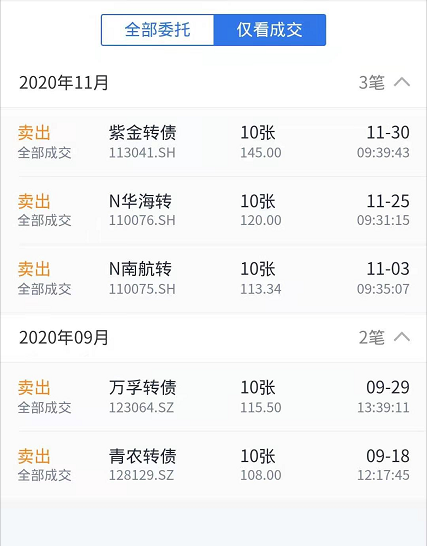 全部委托 仅看成交
2020年11月 3笔
卖出 紫金转债 10张 11-30
全部成交 113041.SH 145.00 09:39:43
卖出 N华海转 10张 11-25
全部成交 110076.SH 120.00 09:31:15
卖出 N南航转 10张 11-03
全部成交 110075.SH 113.34 09:35:07
2020年09月 2笔
卖出 万孚转债 10张 09-29
全部成交 123064.SZ 115.50 13:39:11
卖出 青农转债 10张 09-18
全部成交 128129.SZ 108.00 12:17:45